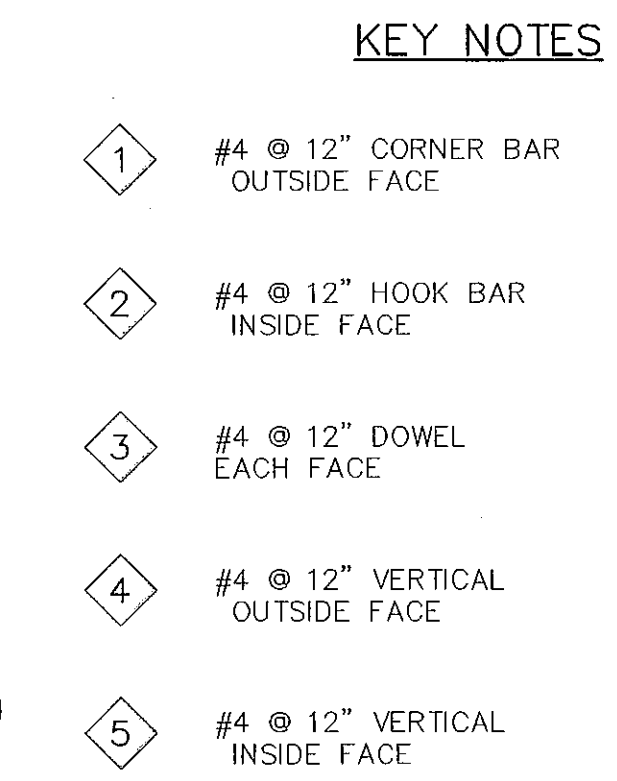 KEY NOTES
1 #4 @ 12" CORNER BAR
OUTSIDE FACE
2 #4 @ 12" HOOK BAR
INSIDE FACE
3 #4 @ 12" DOWEL
EACH FACE
4 #4 @ 12" VERTICAL
OUTSIDE FACE
5 #4 @ 12" VERTICAL
INSIDE FACE